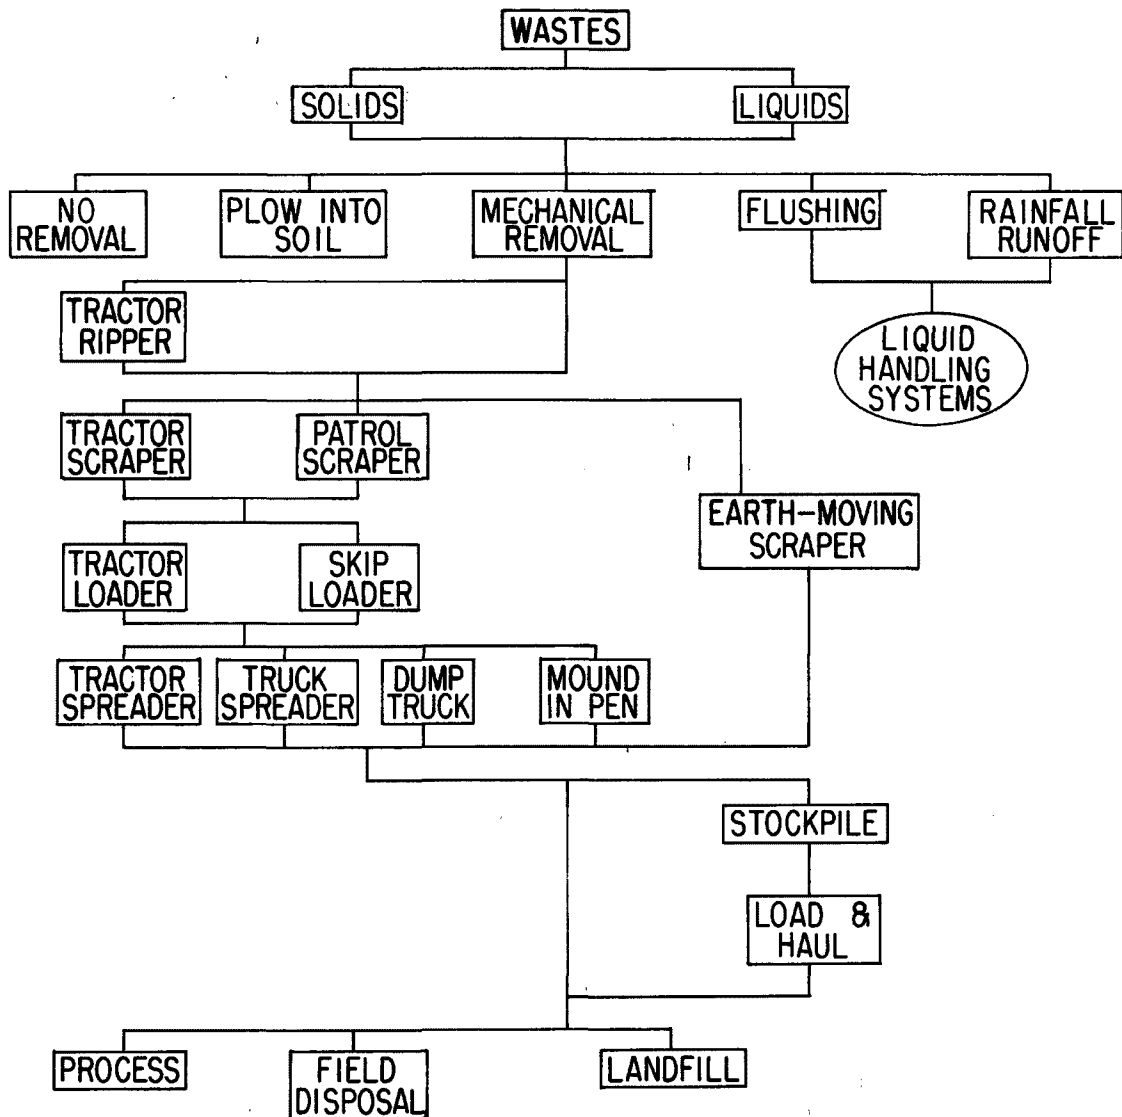 WASTES
SOLIDS
LIQUIDS
NO
REMOVAL
PLOW INTO
SOIL
MECHANICAL
REMOVAL
FLUSHING
RAINFALL
RUNOFF
TRACTOR
RIPPER
LIQUID
HANDLING
SYSTEMS
TRACTOR
SCRAPER
PATROL
SCRAPER
EARTH-MOVING
SCRAPER
TRACTOR
LOADER
SKIP
LOADER
TRACTOR
SPREADER
TRUCK
SPREADER
DUMP
TRUCK
MOUND
IN PEN
STOCKPILE
LOAD &
HAUL
PROCESS
FIELD
DISPOSAL
LANDFILL